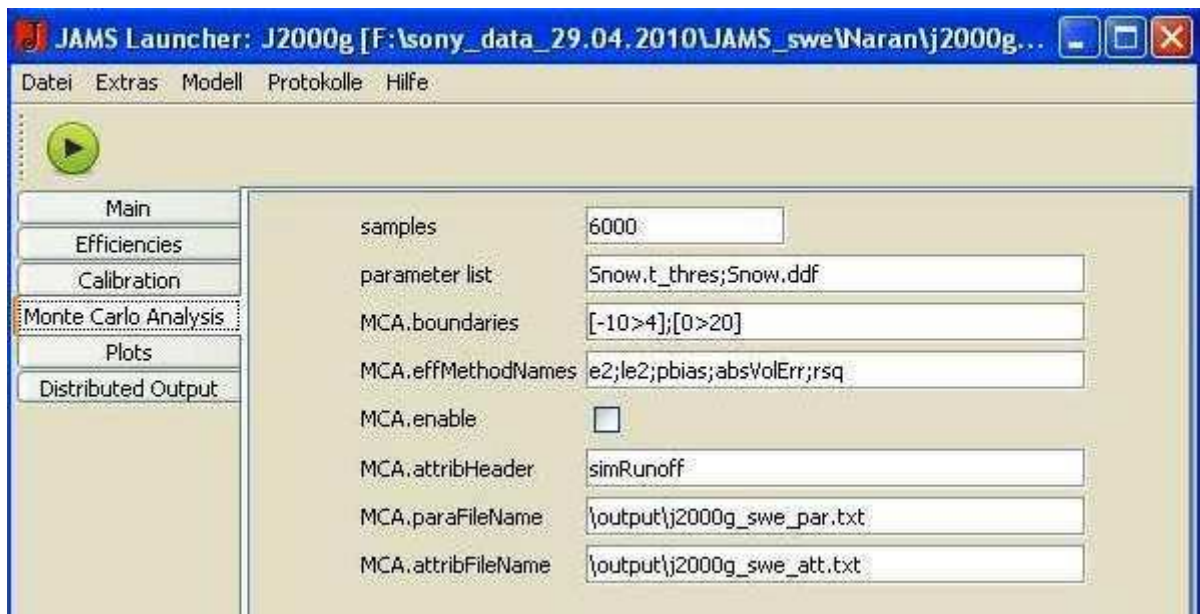 JAMS Launcher: J2000g [F:\sony_data_29.04.2010\JAMS_swe\Naran\j2000g...
Datei Extras Modell Protokolle Hilfe
Main
Efficiencies
Calibration
Monte Carlo Analysis
Plots
Distributed Output
samples 6000
parameter list Snow.t_thres;Snow.ddf
MCA.boundaries [-10>4];[0>20]
MCA.effMethodNames e2;le2;pbias;absVolErr;rsq
MCA.enable
MCA.attribHeader simRunoff
MCA.paraFileName \output\j2000g_swe_par.txt
MCA.attribFileName \output\j2000g_swe_att.txt